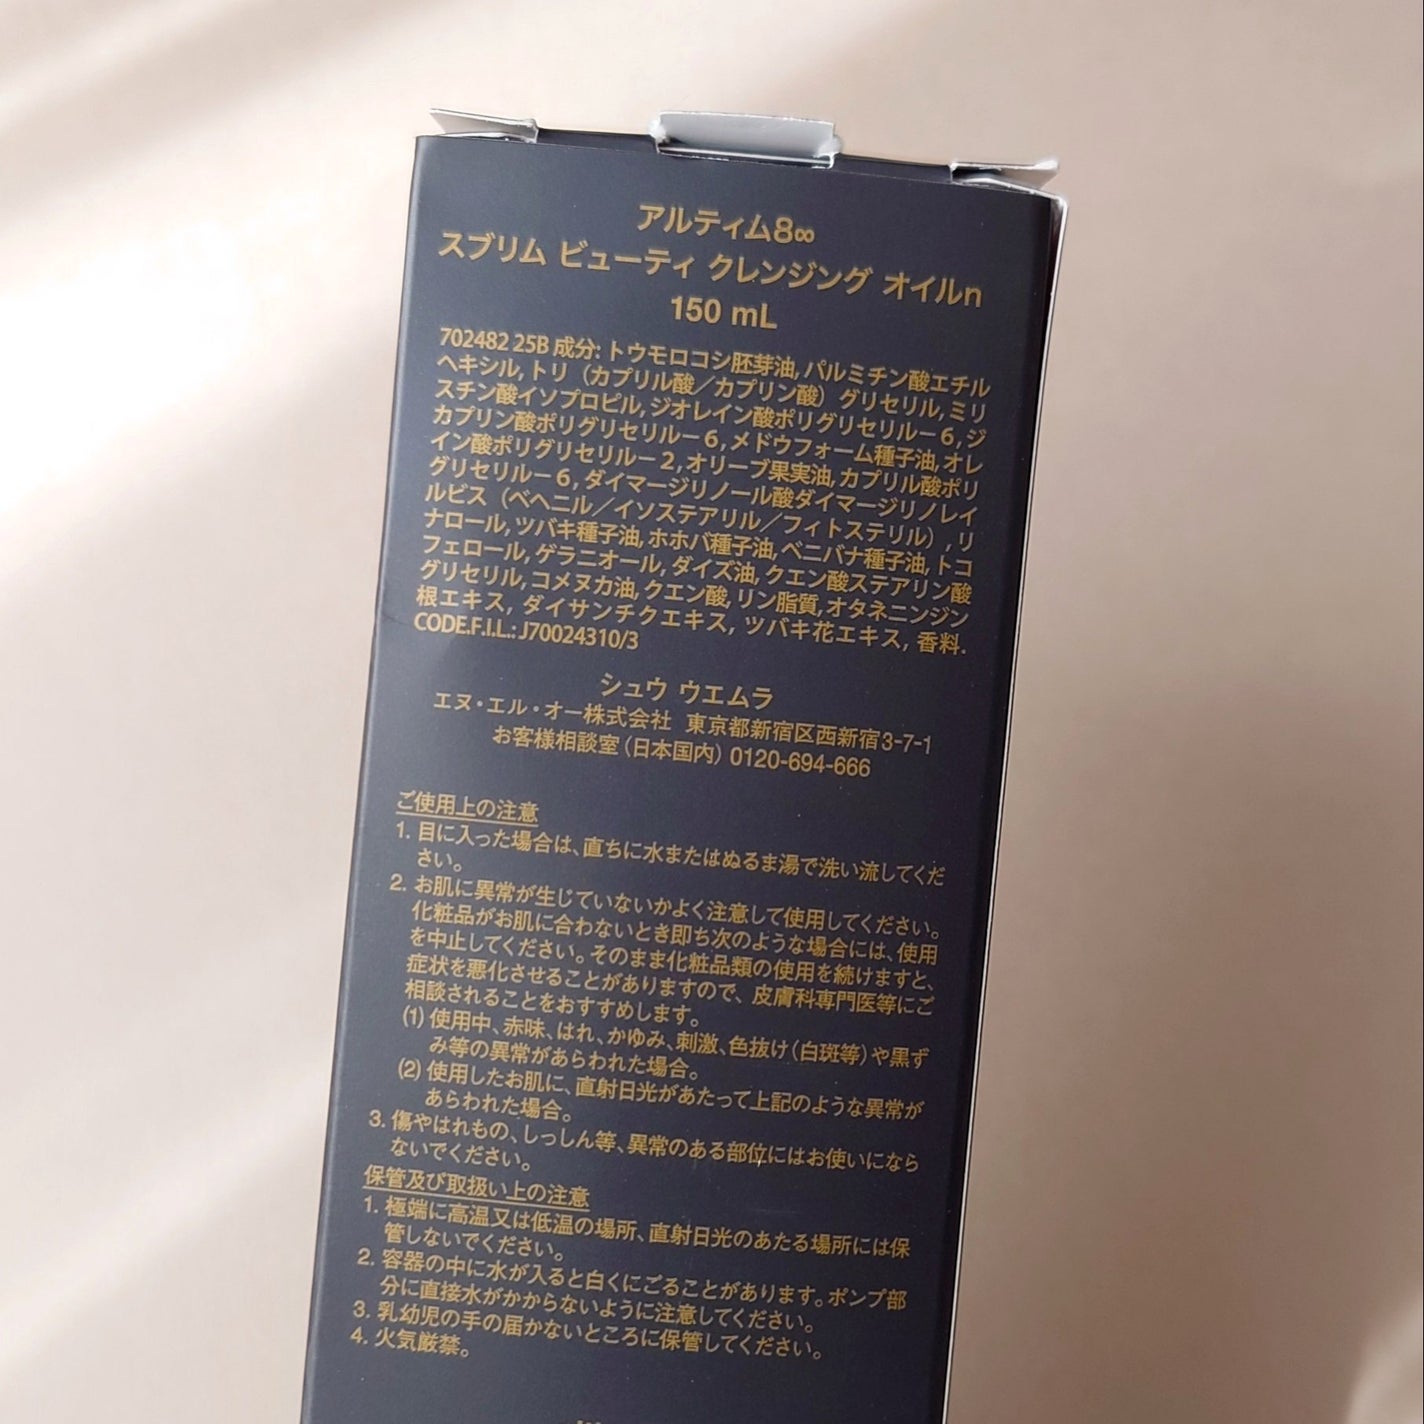 アルティム8∞
スブリム ビューティ クレンジング オイルn
150 mL
702482 25B 成分: トウモロコシ胚芽油, パルミチン酸エチル
ヘキシル, トリ（カプリル酸／カプリン酸）グリセリル, ミリ
スチン酸イソプロピル, ジオレイン酸ポリグリセリルー6, ジ
カプリン酸ポリグリセリルー6, メドウフォーム種子油, オレ
イン酸ポリグリセリルー2, オリーブ果実油, カプリル酸ポリ
グリセリルー6, ダイマージリノール酸ダイマージリノレイ
ルビス（ベヘニル／イソステアリル／フィトステリル）, リ
ナロール, ツバキ種子油, ホホバ種子油, ベニバナ種子油, トコ
フェロール, ゲラニオール, ダイズ油, クエン酸ステアリン酸
グリセリル, コメヌカ油, クエン酸, リン脂質, オタネニンジン
根エキス, ダイサンチクエキス, ツバキ花エキス, 香料.
CODE.F.I.L.: J70024310/3
シュウ ウエムラ
エヌ・エル・オー株式会社 東京都新宿区西新宿3-7-1
お客様相談室（日本国内）0120-694-666
ご使用上の注意
1. 目に入った場合は、直ちに水またはぬるま湯で洗い流してくだ
さい。
2. お肌に異常が生じていないかよく注意して使用してください。
化粧品がお肌に合わないとき即ち次のような場合には、使用
を中止してください。そのまま化粧品類の使用を続けますと、
症状を悪化させることがありますので、皮膚科専門医等にご
相談されることをおすすめします。
(1) 使用中、赤味、はれ、かゆみ、刺激、色抜け（白斑等）や黒ず
み等の異常があらわれた場合。
(2) 使用したお肌に、直射日光があたって上記のような異常が
あらわれた場合。
3. 傷やはれもの、しっしん等、異常のある部位にはお使いになら
ないでください。
保管及び取扱い上の注意
1. 極端に高温又は低温の場所、直射日光のあたる場所には保
管しないでください。
2. 容器の中に水が入ると白くにごることがあります。ポンプ部
分に直接水がかからないように注意してください。
3. 乳幼児の手の届かないところに保管してください。
4. 火気厳禁。